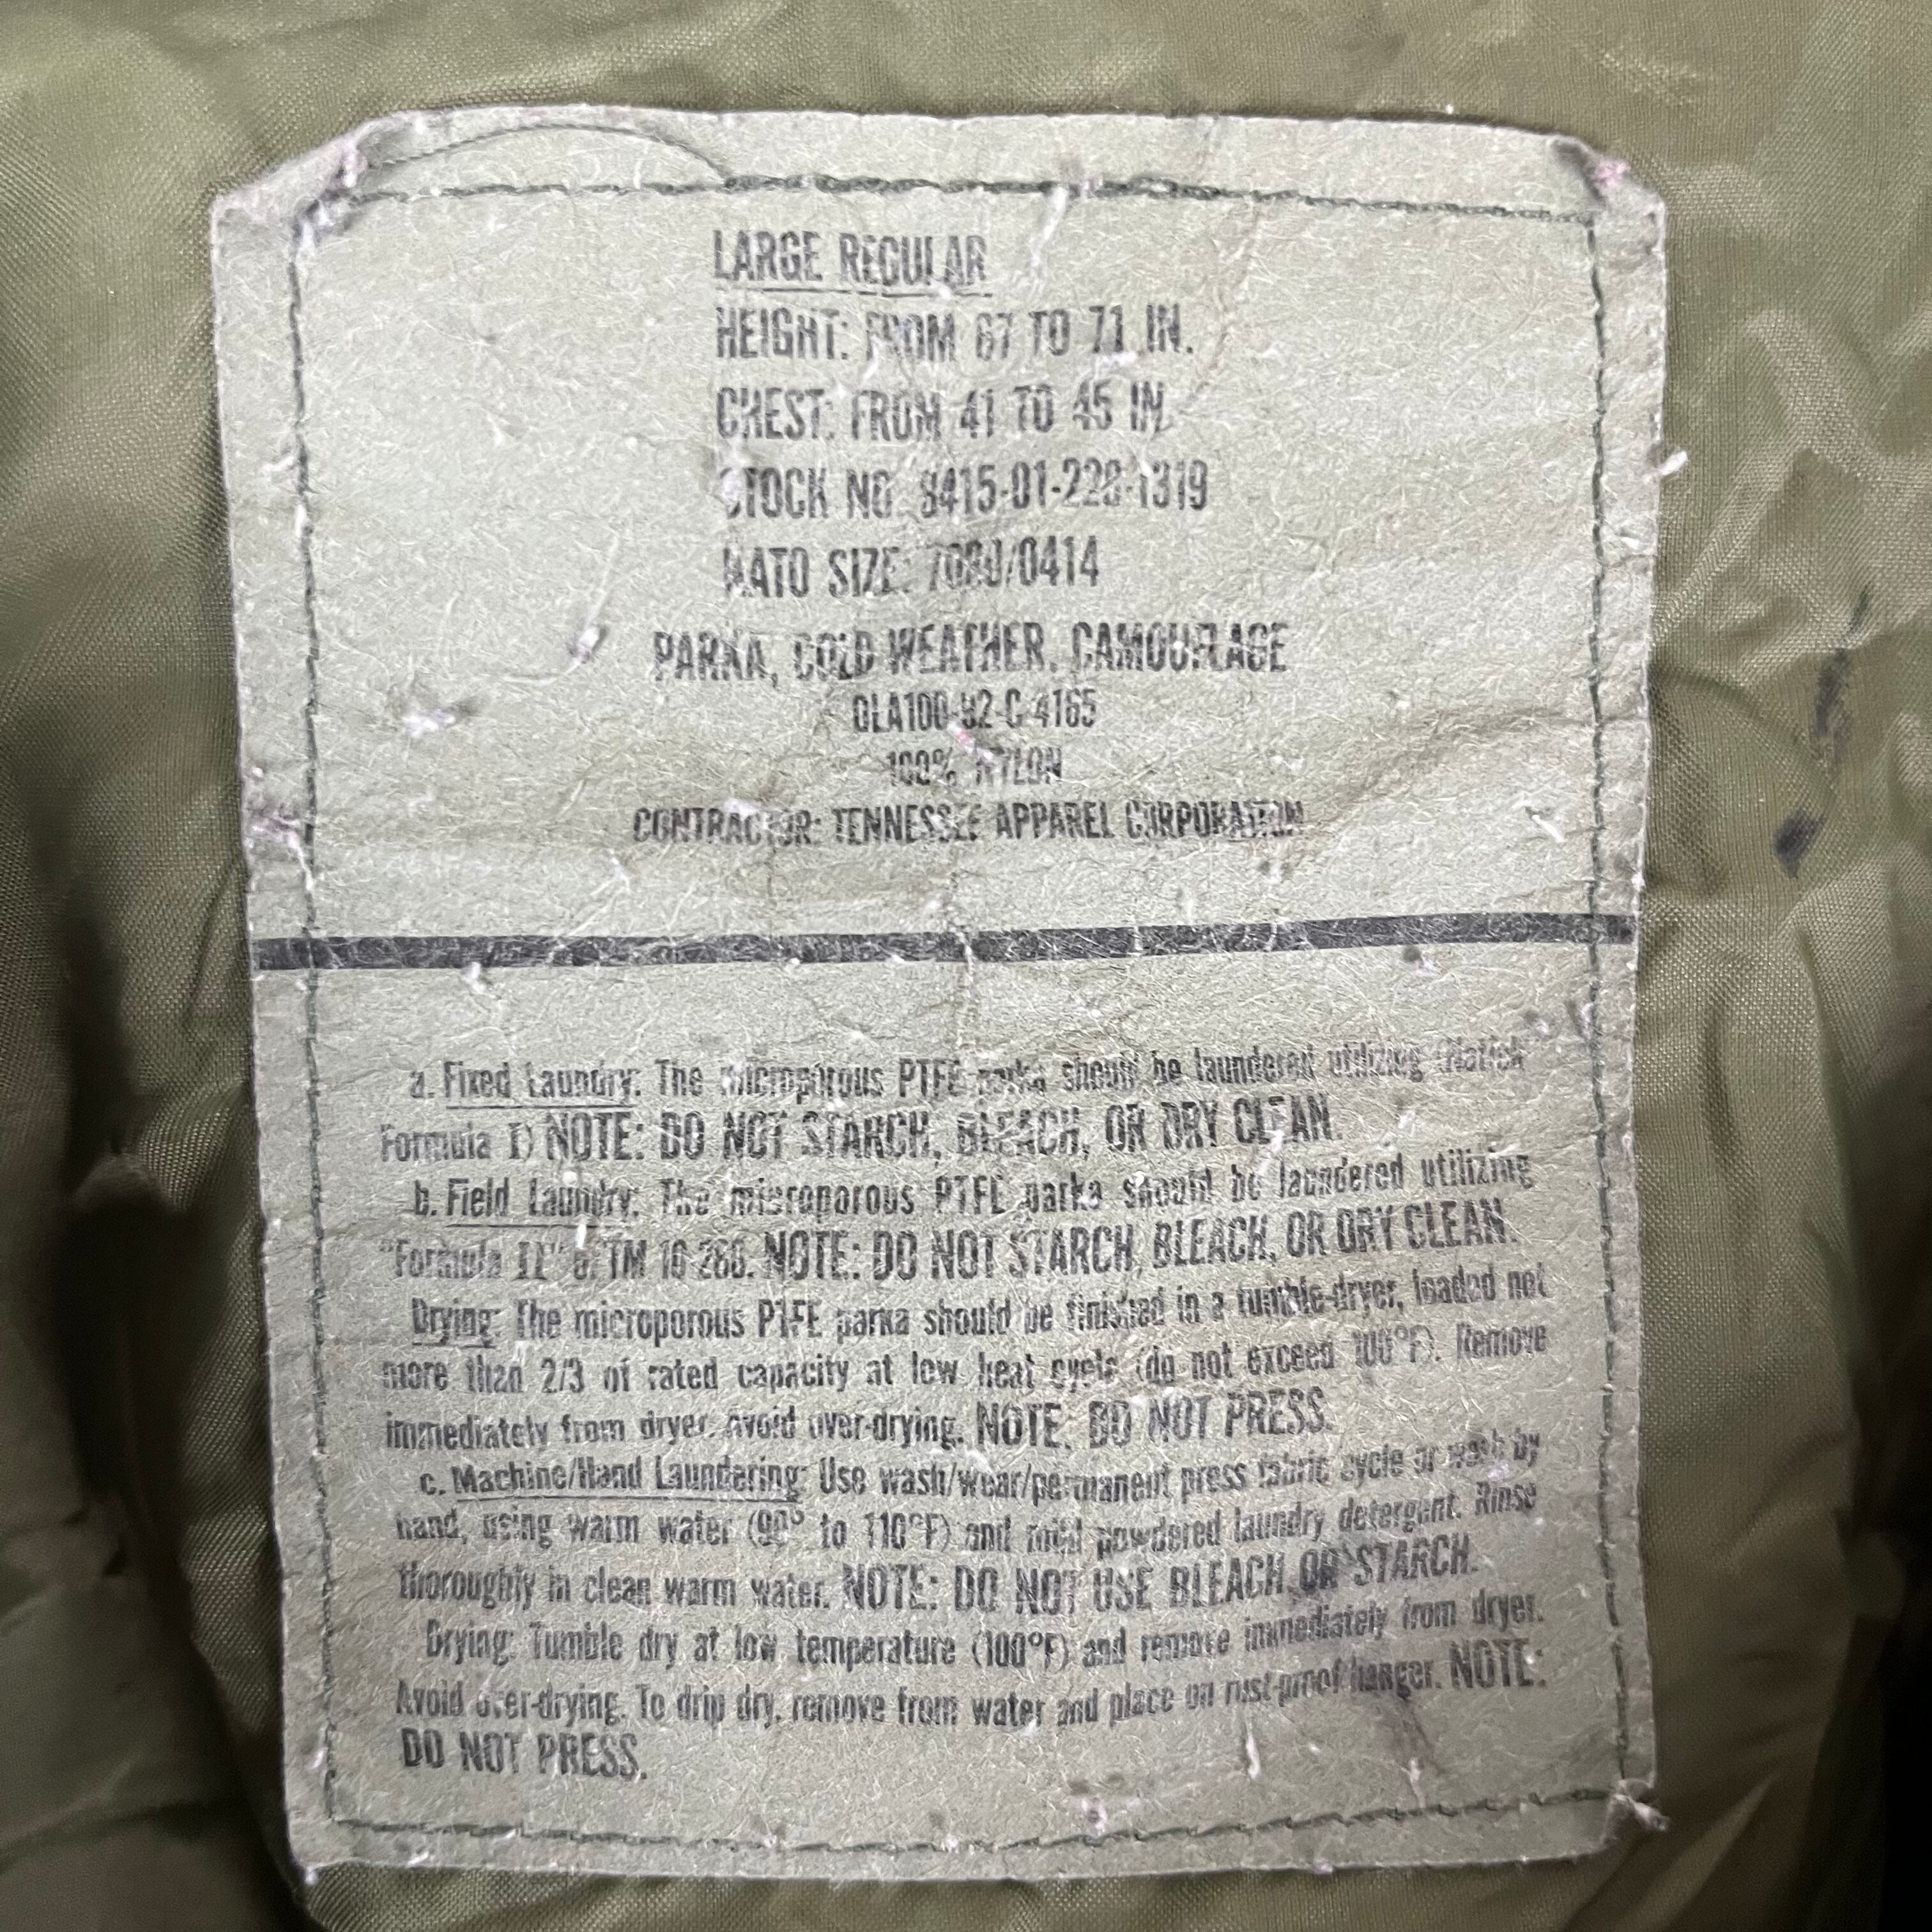 LARGE REGULAR
HEIGHT: FROM 67 TO 71 IN.
CHEST: FROM 41 TO 45 IN.
STOCK NO. 8415-01-228-1319
NATO SIZE: /0414
PARKA, COLD WEATHER, CAMOUFLAGE
DLA100-92-C-4165
100% NYLON
CONTRACTOR: TENNESSEE APPAREL CORPORATION
a. Fixed Laundry: The microporous PTFE parka should be laundered utilizing (Natick
Formula I) NOTE: DO NOT STARCH, BLEACH, OR DRY CLEAN.
b. Field Laundry: The microporous PTFE parka should be laundered utilizing
"Formula II" of TM 10-280. NOTE: DO NOT STARCH, BLEACH, OR DRY CLEAN.
Drying: The microporous PTFE parka should be finished in a tumble-dryer, loaded not
more than 2/3 of rated capacity at low heat cycle (do not exceed 100°F). Remove
immediately from dryer. Avoid over-drying. NOTE: DO NOT PRESS.
c. Machine/Hand Laundering: Use wash/wear/permanent press fabric cycle or wash by
hand, using warm water (90° to 110°F) and mild powdered laundry detergent. Rinse
thoroughly in clean warm water. NOTE: DO NOT USE BLEACH OR STARCH.
Drying: Tumble dry at low temperature (100°F) and remove immediately from dryer.
Avoid over-drying. To drip dry, remove from water and place on rust-proof hanger. NOTE:
DO NOT PRESS.